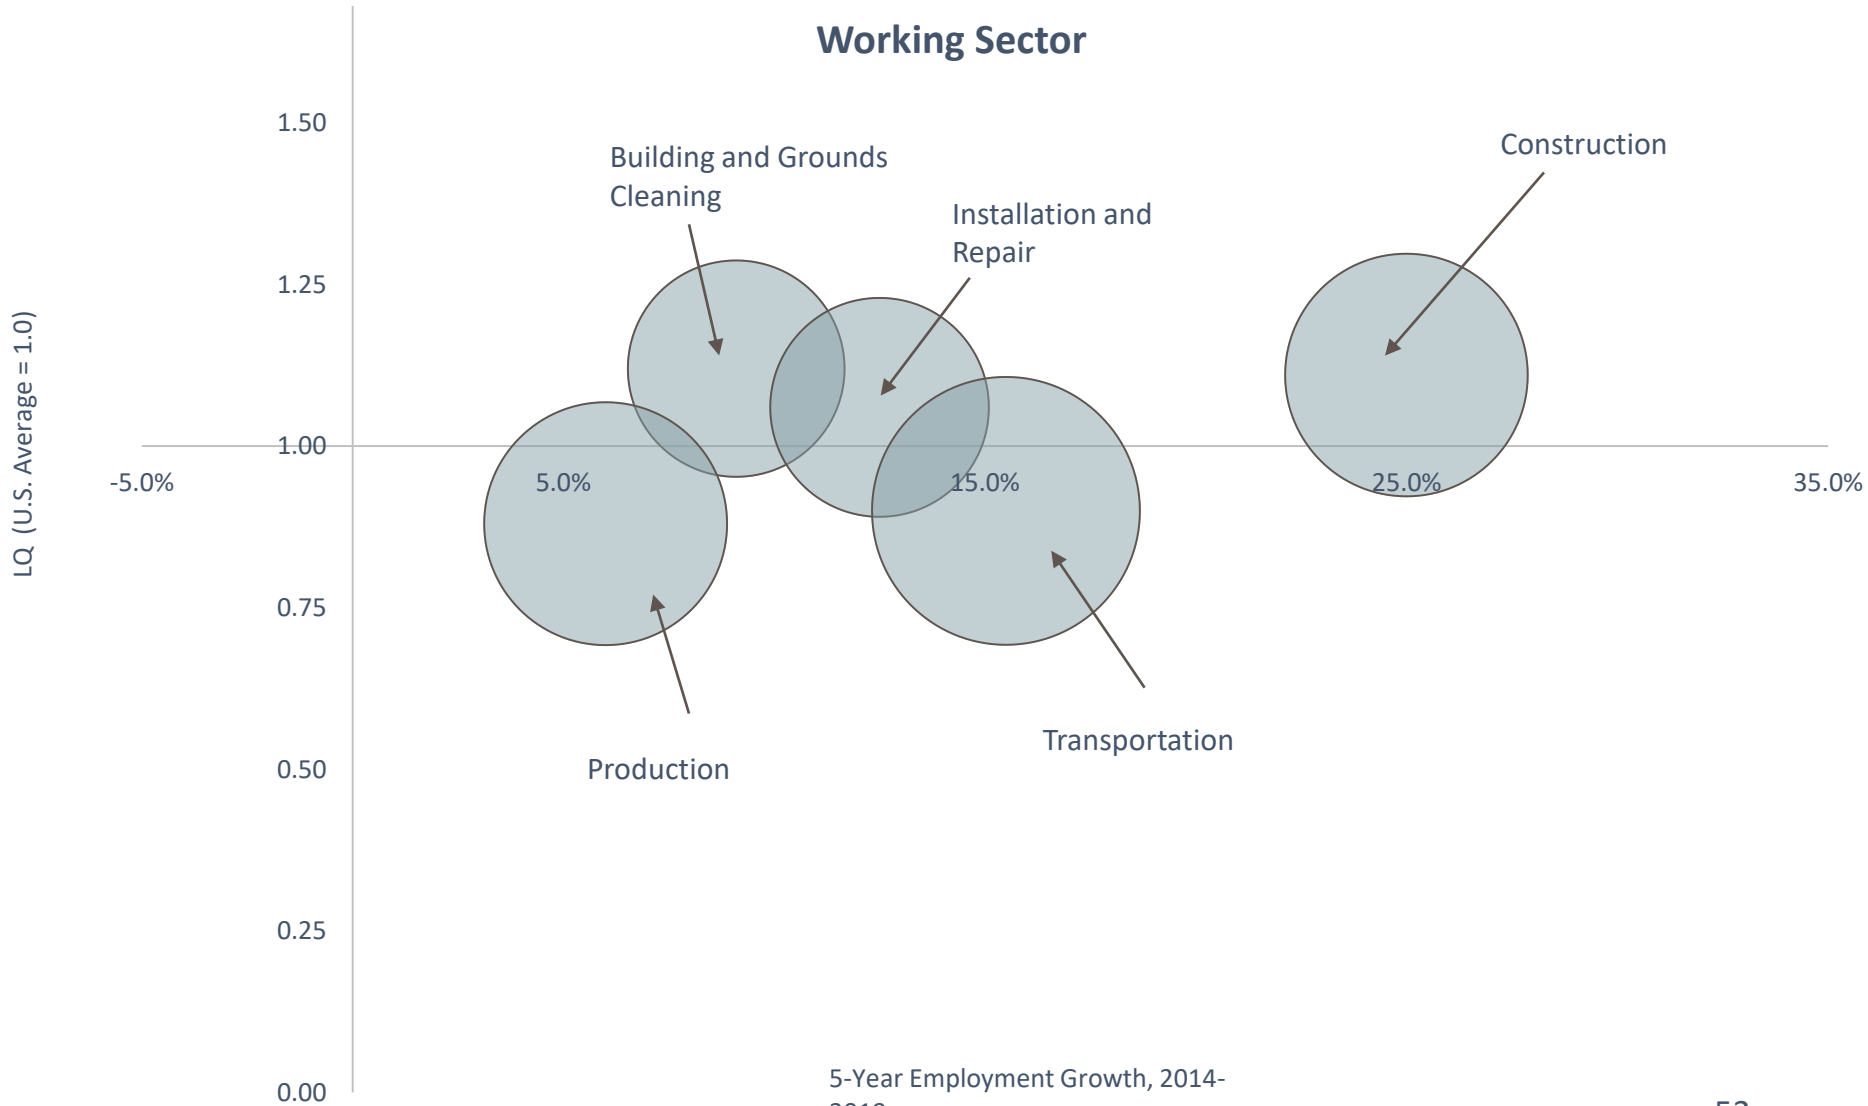 Working Sector
1.50
Construction
Building and Grounds
Cleaning
Installation and
Repair
1.25
LQ (U.S. Average = 1.0)
1.00
-5.0%
5.0%
15.0%
25.0%
35.0%
0.75
Transportation
Production
0.50
0.25
5-Year Employment Growth, 2014-
0.00